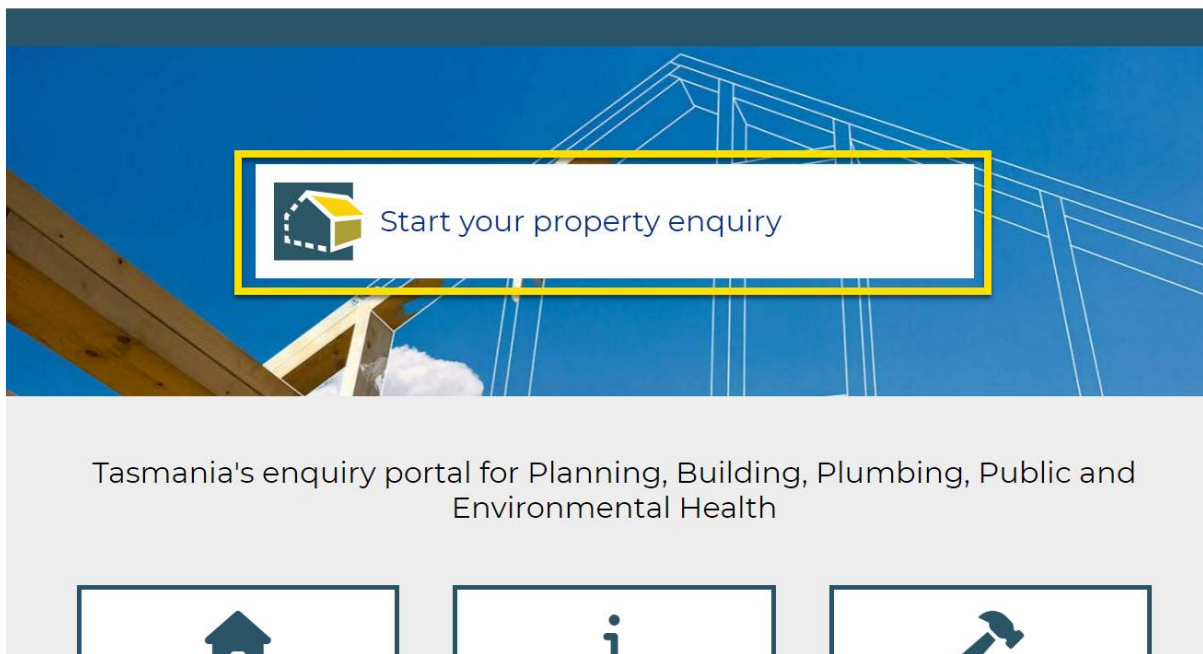 Start your property enquiry
Tasmania's enquiry portal for Planning, Building, Plumbing, Public and
Environmental Health